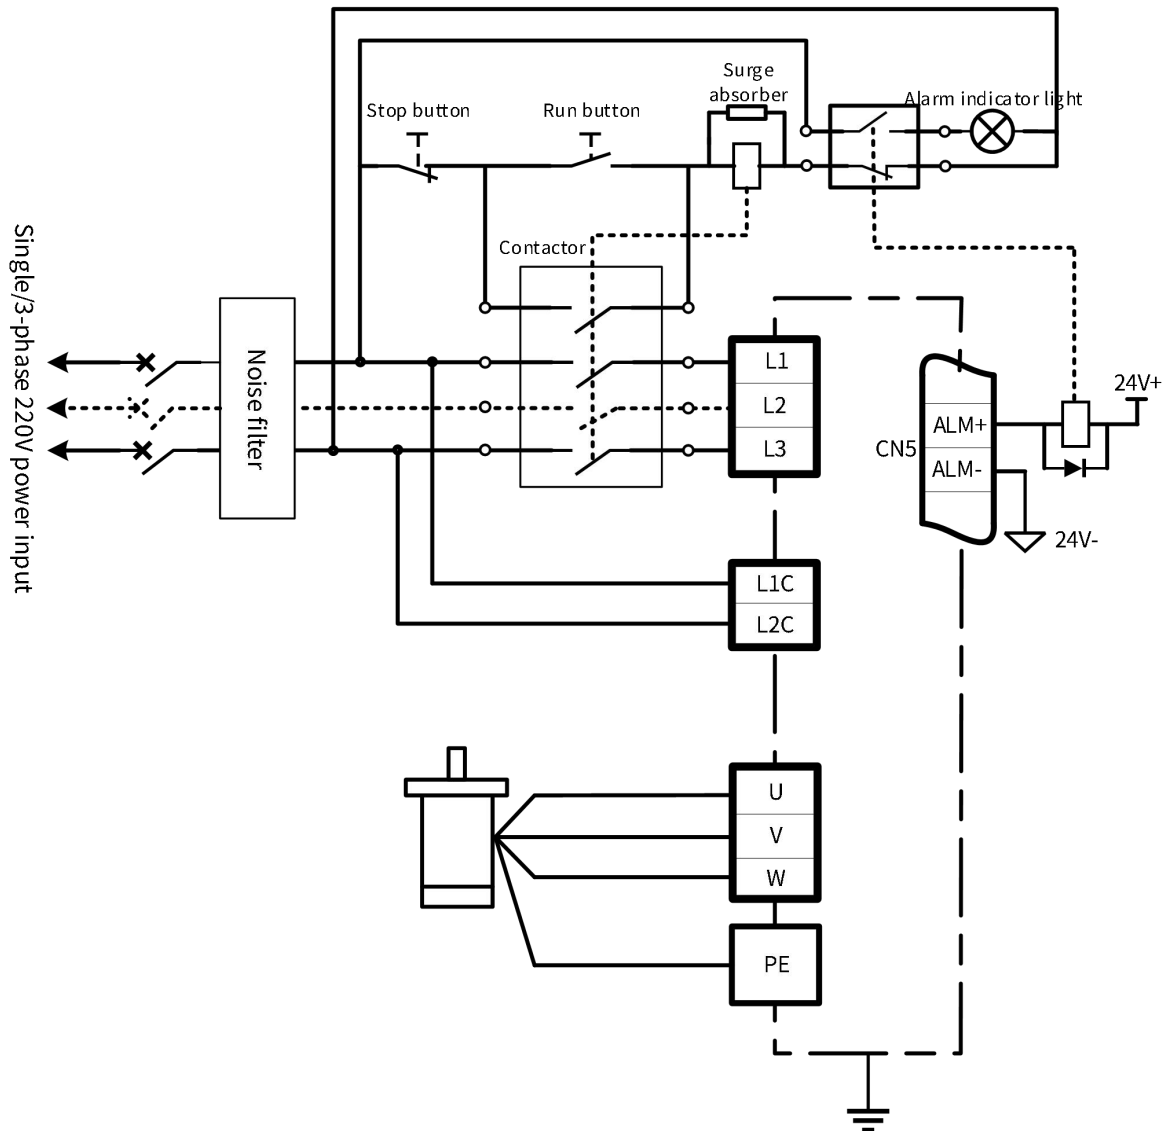 Surge
absorber
Alarm indicator light
Stop button
Run button
Contactor
Single/3-phase 220V power input
Noise filter
L1
L2
L3
24V+
CN5
ALM+
ALM-
24V-
L1C
L2C
U
V
W
PE